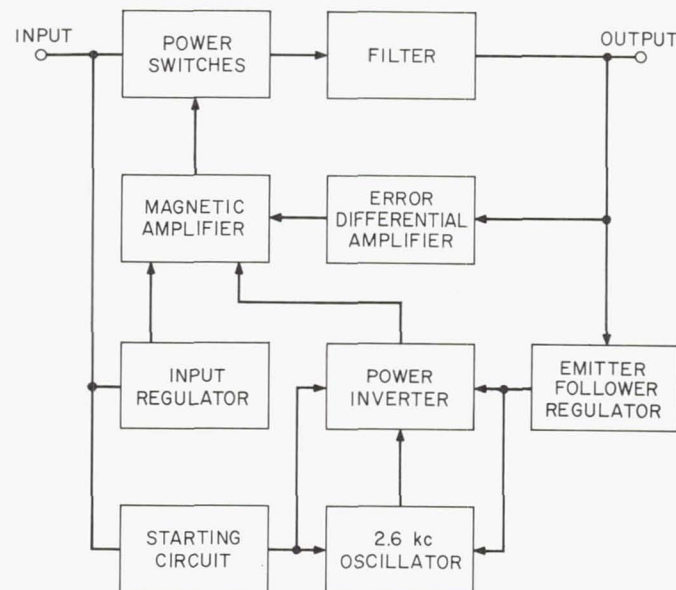 INPUT
POWER
SWITCHES
FILTER
OUTPUT
MAGNETIC
AMPLIFIER
ERROR
DIFFERENTIAL
AMPLIFIER
INPUT
REGULATOR
POWER
INVERTER
EMITTER
FOLLOWER
REGULATOR
STARTING
CIRCUIT
2.6 kc
OSCILLATOR